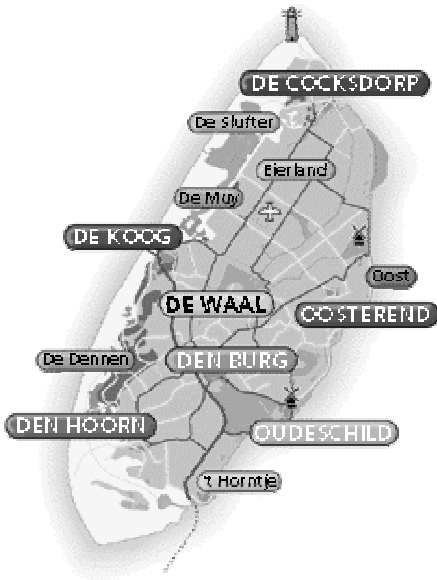 DE COCKSDORP
De Slufter
Eierland
De Muy
DE KOOG
Oost
DE WAAL
OOSTEREND
De Dennen
DEN BURG
DEN HOORN
OUDESCHILD
't Horntje